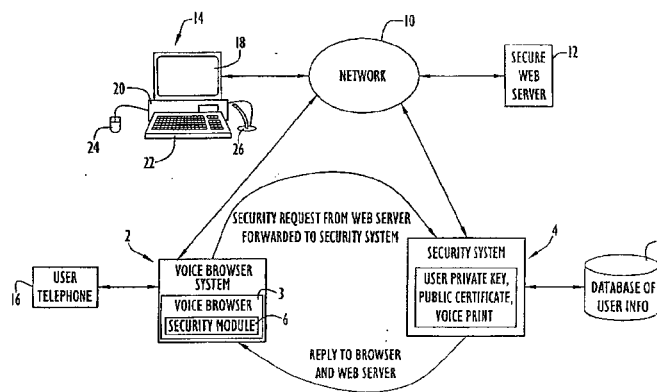 14
10
18
NETWORK
SECURE
WEB
SERVER
12
20
24
22
26
SECURITY REQUEST FROM WEB SERVER
FORWARDED TO SECURITY SYSTEM
2
VOICE BROWSER
SYSTEM
3
VOICE BROWSER
6
SECURITY MODULE
USER
TELEPHONE
16
4
SECURITY SYSTEM
USER PRIVATE KEY,
PUBLIC CERTIFICATE,
VOICE PRINT
DATABASE OF
USER INFO
REPLY TO BROWSER
AND WEB SERVER